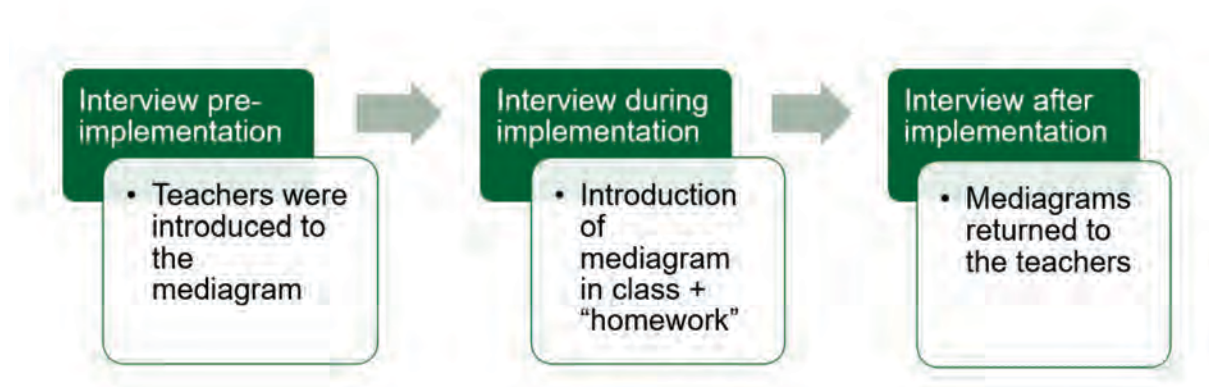 Interview pre-
implementation
• Teachers were
introduced to
the
mediagram
Interview during
implementation
• Introduction
of
mediagram
in class +
“homework”
Interview after
implementation
• Mediagrams
returned to
the teachers